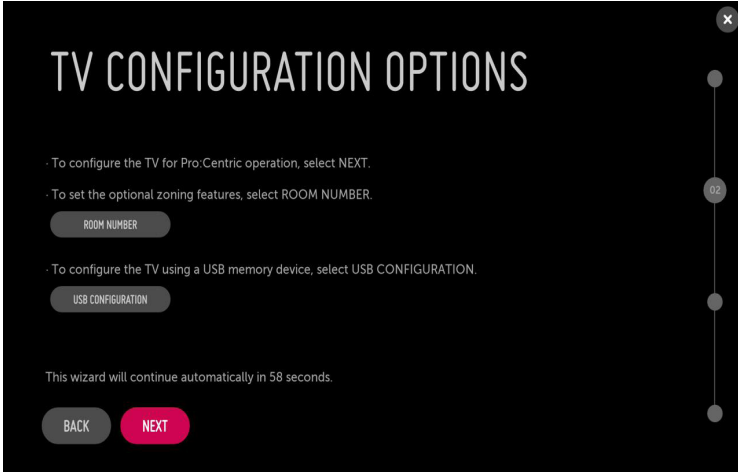 TV CONFIGURATION OPTIONS
· To configure the TV for Pro:Centric operation, select NEXT.
· To set the optional zoning features, select ROOM NUMBER.
ROOM NUMBER
02
· To configure the TV using a USB memory device, select USB CONFIGURATION.
USB CONFIGURATION
This wizard will continue automatically in 58 seconds.
BACK
NEXT